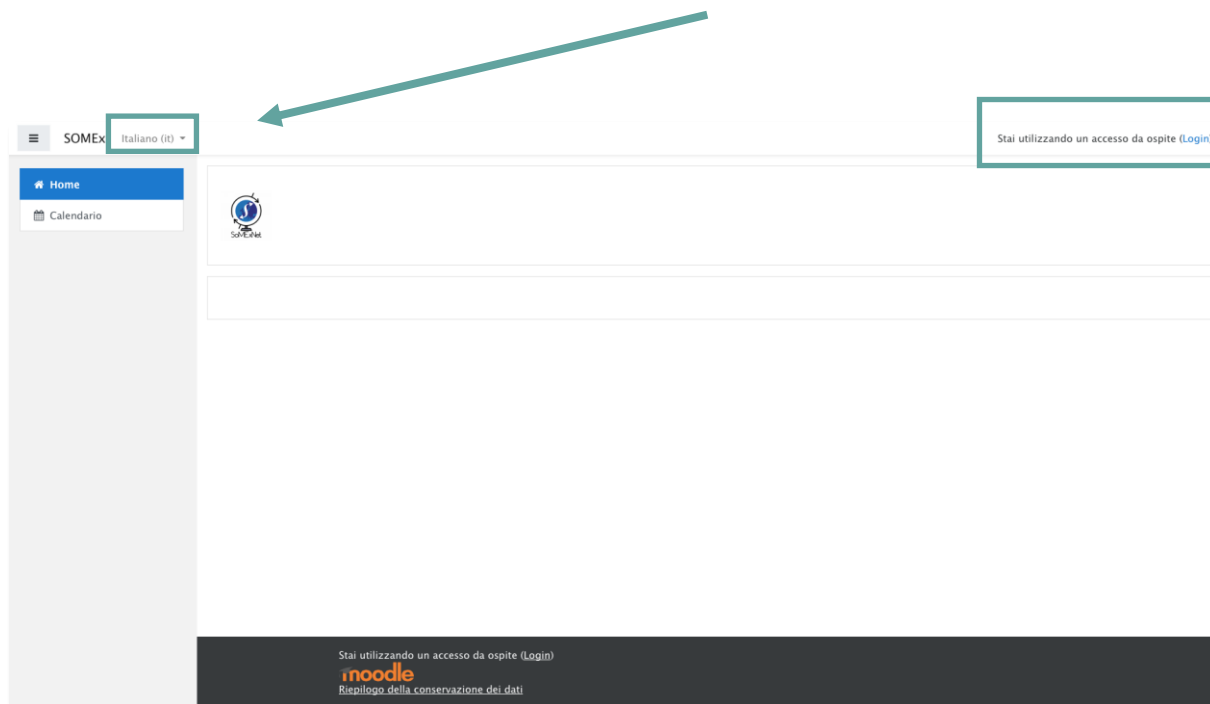 SOMEx Italiano (it)
Stai utilizzando un accesso da ospite (Login)
Home
Calendario
SoMExNet
Stai utilizzando un accesso da ospite (Login)
moodle
Riepilogo della conservazione dei dati